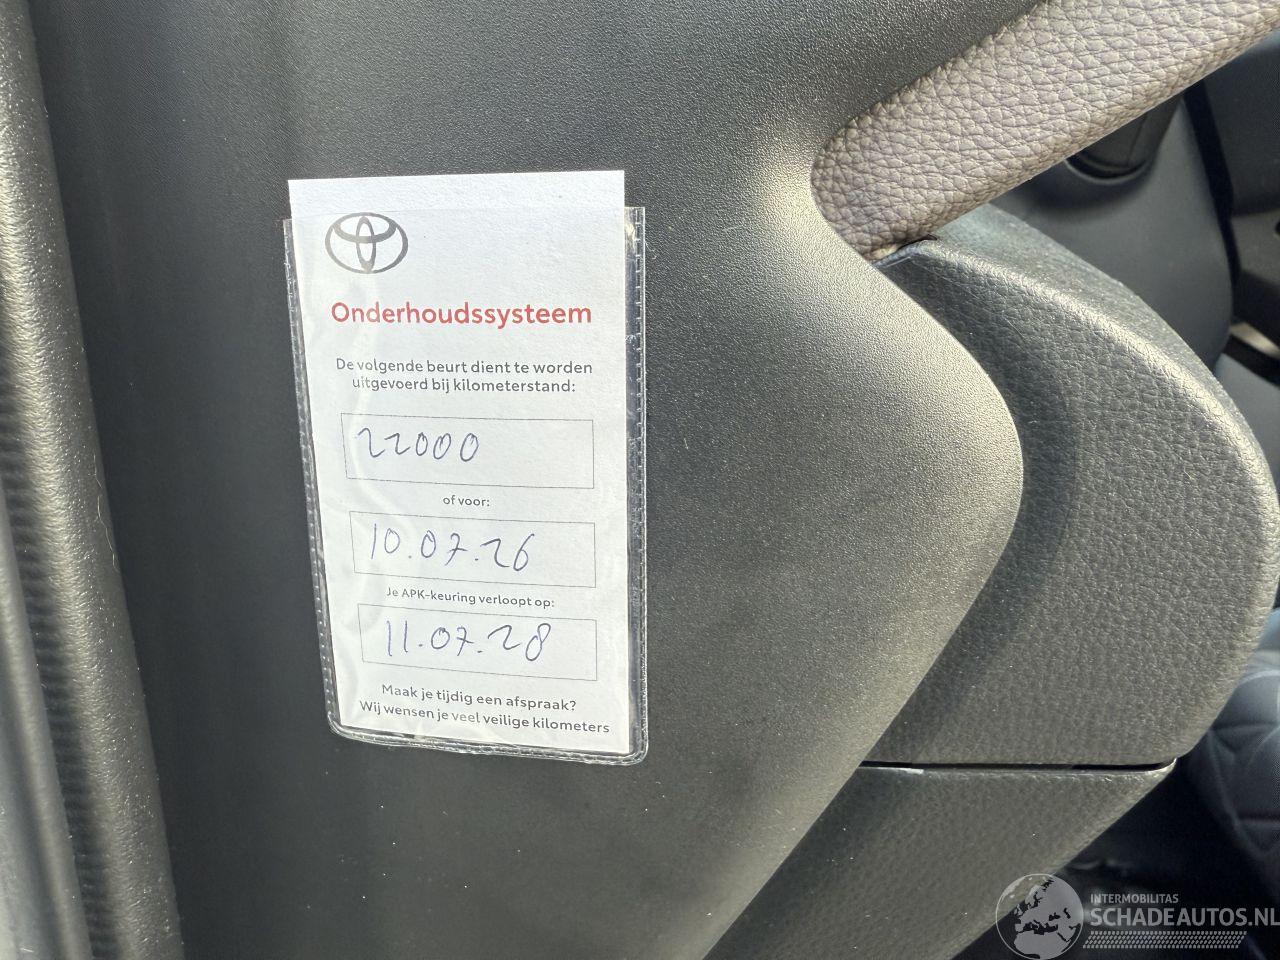 Onderhoudssysteem
De volgende beurt dient te worden
uitgevoerd bij kilometerstand:
22000
of voor:
10.07.26
Je APK-keuring verloopt op:
11.07.28
Maak je tijdig een afspraak?
Wij wensen je veel veilige kilometers
INTERMOBILITAS
SCHADEAUTOS.NL